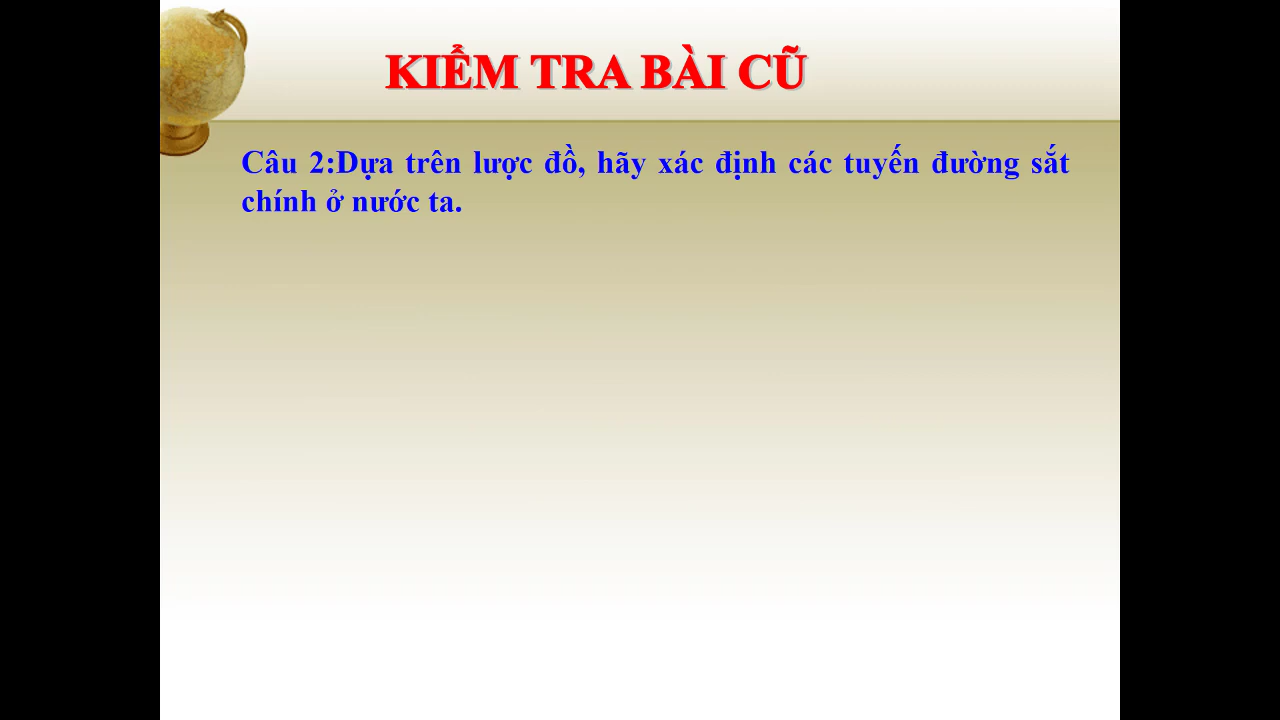 KIỂM TRA BÀI CŨ
Câu 2:Dựa trên lược đồ, hãy xác định các tuyến đường sắt
chính ở nước ta.